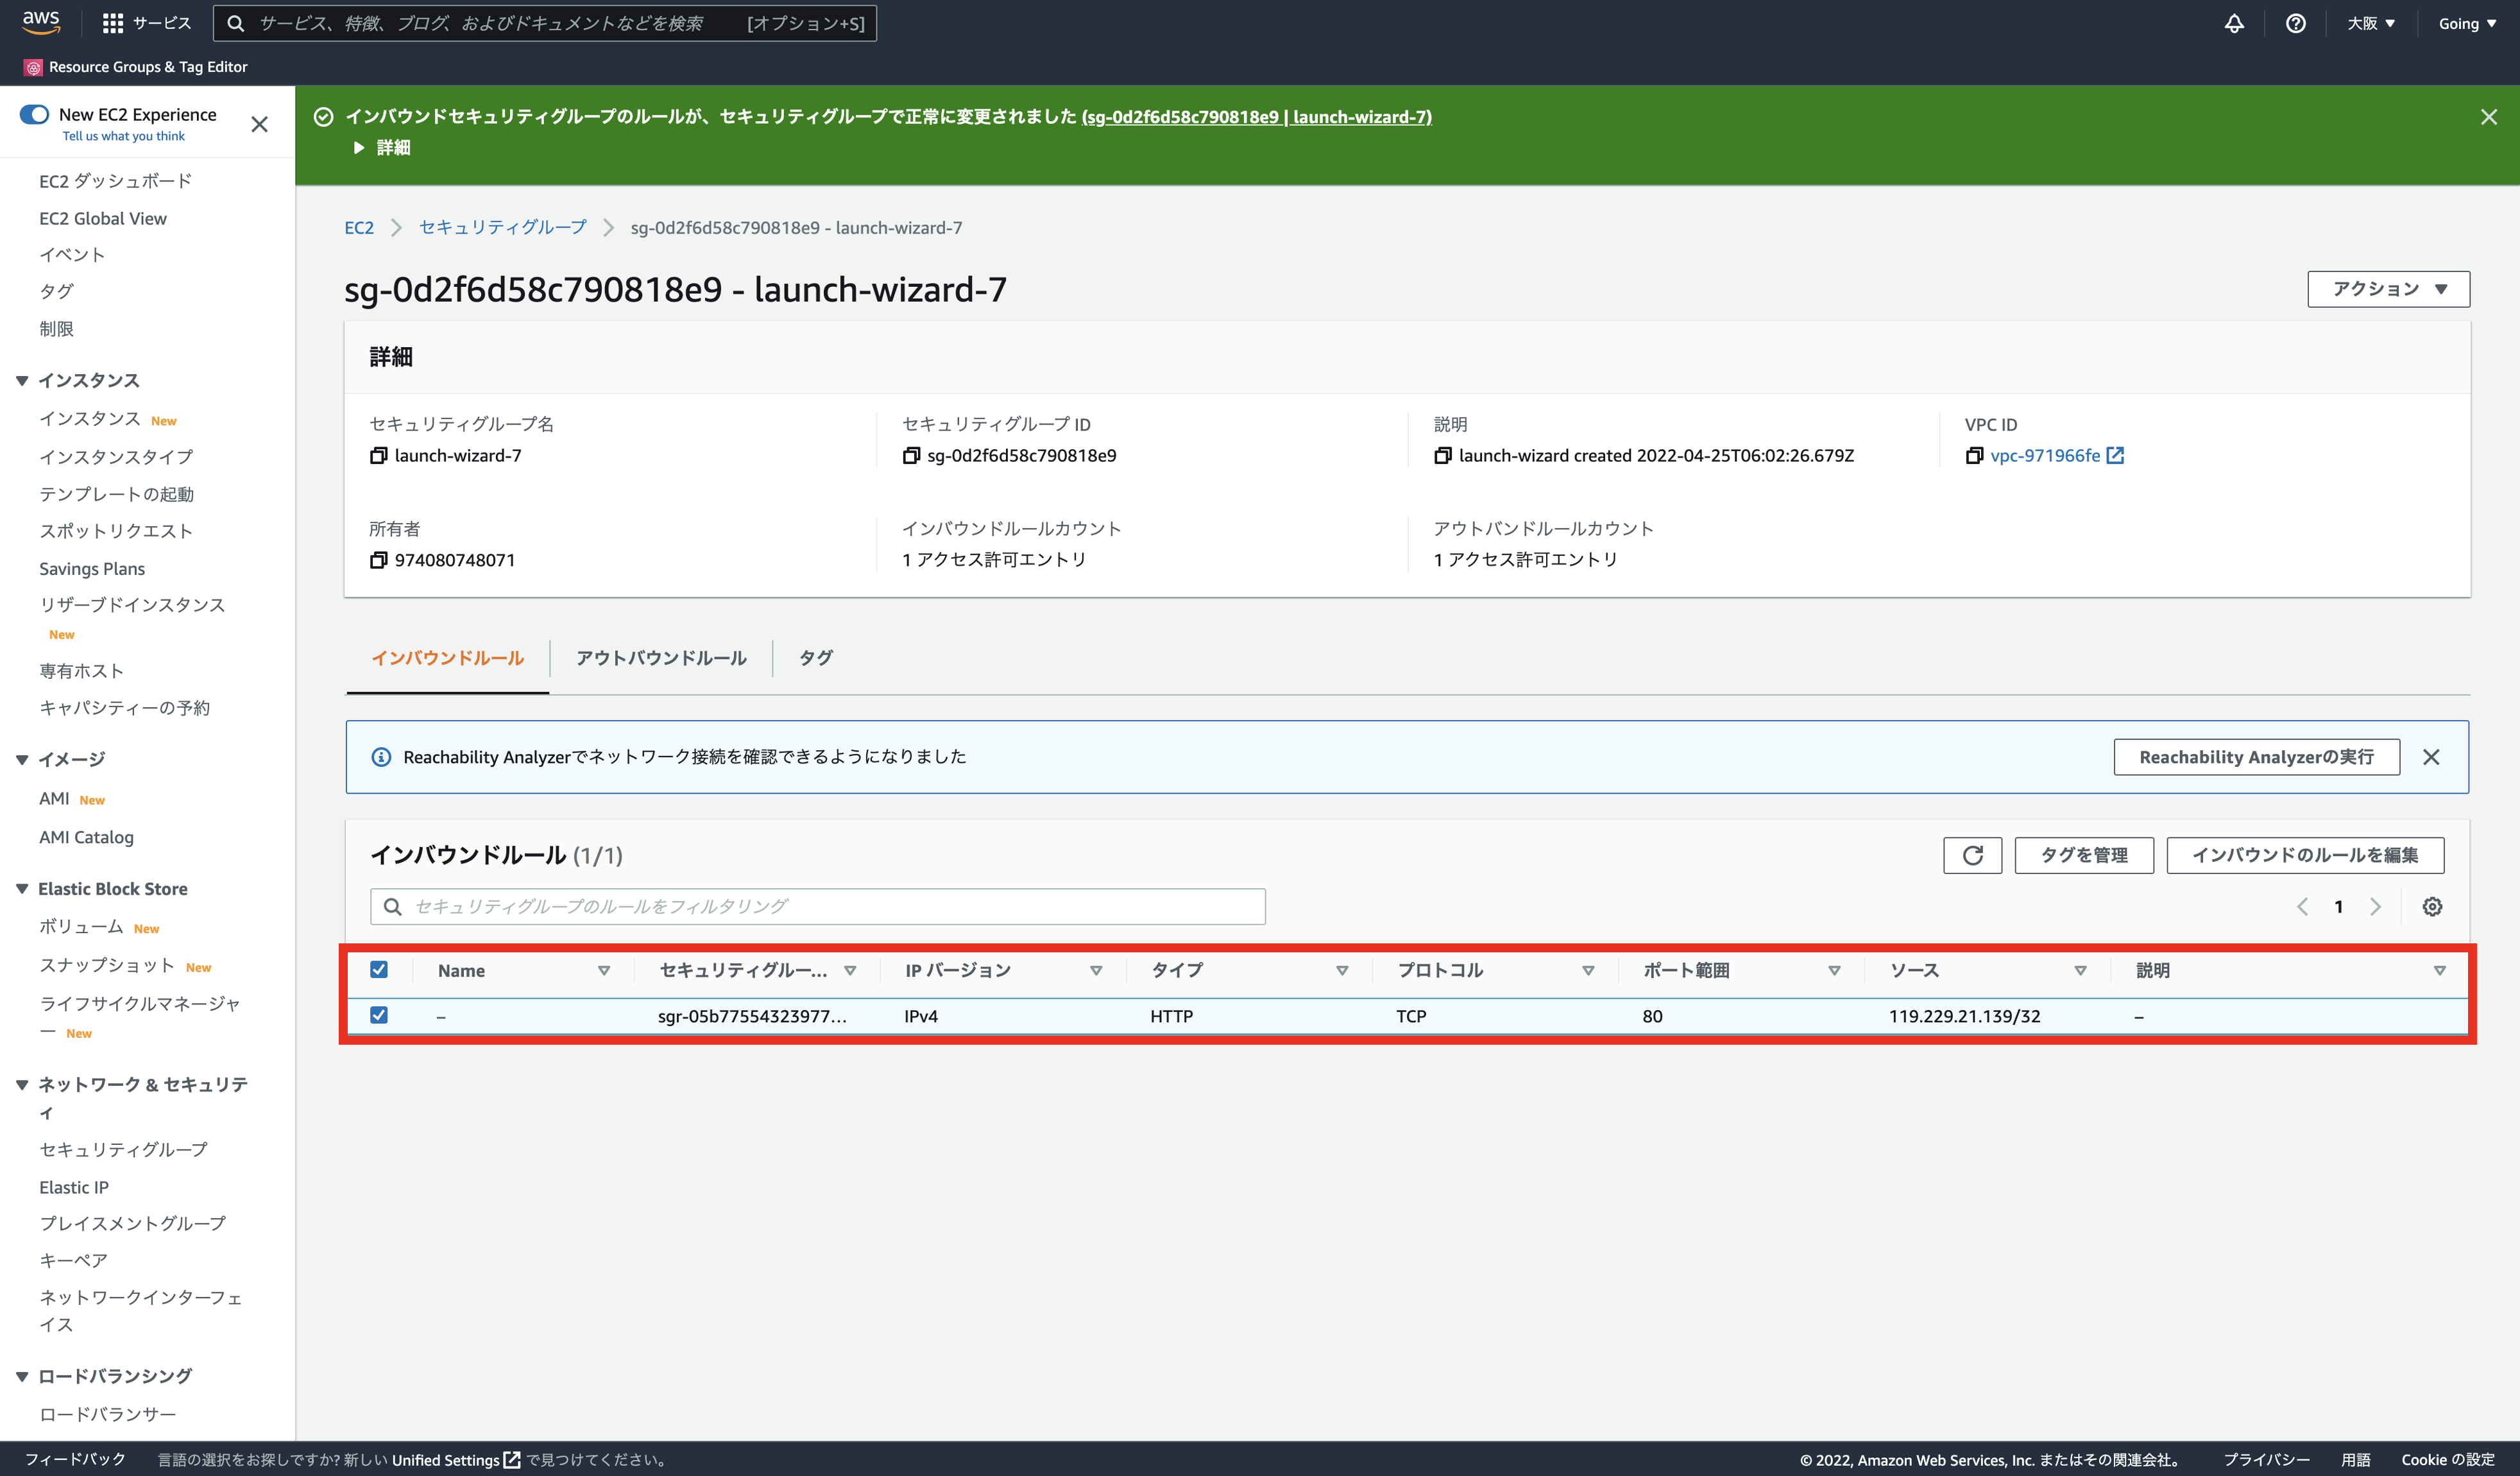 aws
サービス
サービス、特徴、ブログ、およびドキュメントなどを検索 [オプション+S]
大阪 ▼
Going ▼
Resource Groups & Tag Editor
New EC2 Experience
Tell us what you think
EC2 ダッシュボード
EC2 Global View
イベント
タグ
制限
▼ インスタンス
インスタンス New
インスタンスタイプ
テンプレートの起動
スポットリクエスト
Savings Plans
リザーブドインスタンス
New
専有ホスト
キャパシティーの予約
▼ イメージ
AMI New
AMI Catalog
▼ Elastic Block Store
ボリューム New
スナップショット New
ライフサイクルマネージャ
ー New
▼ ネットワーク & セキュリテ
ィ
セキュリティグループ
Elastic IP
プレイスメントグループ
キーペア
ネットワークインターフェ
イス
▼ ロードバランシング
ロードバランサー
インバウンドセキュリティグループのルールが、セキュリティグループで正常に変更されました (sg-0d2f6d58c790818e9 | launch-wizard-7)
▶ 詳細
EC2 > セキュリティグループ > sg-0d2f6d58c790818e9 - launch-wizard-7
sg-0d2f6d58c790818e9 - launch-wizard-7
アクション ▼
詳細
セキュリティグループ名
launch-wizard-7
セキュリティグループ ID
sg-0d2f6d58c790818e9
説明
launch-wizard created 2022-04-25T06:02:26.679Z
VPC ID
vpc-971966fe
所有者
974080748071
インバウンドルールカウント
1 アクセス許可エントリ
アウトバンドルールカウント
1 アクセス許可エントリ
インバウンドルール
アウトバウンドルール
タグ
Reachability Analyzerでネットワーク接続を確認できるようになりました
Reachability Analyzerの実行
インバウンドルール (1/1)
タグを管理
インバウンドのルールを編集
セキュリティグループのルールをフィルタリング
1
Name セキュリティグルー... IP バージョン タイプ プロトコル ポート範囲 ソース 説明
– sgr-05b77554323977... IPv4 HTTP TCP 80 119.229.21.139/32 –
フィードバック
言語の選択をお探しですか? 新しい Unified Settings で見つけてください。
© 2022, Amazon Web Services, Inc. またはその関連会社。
プライバシー
用語
Cookie の設定